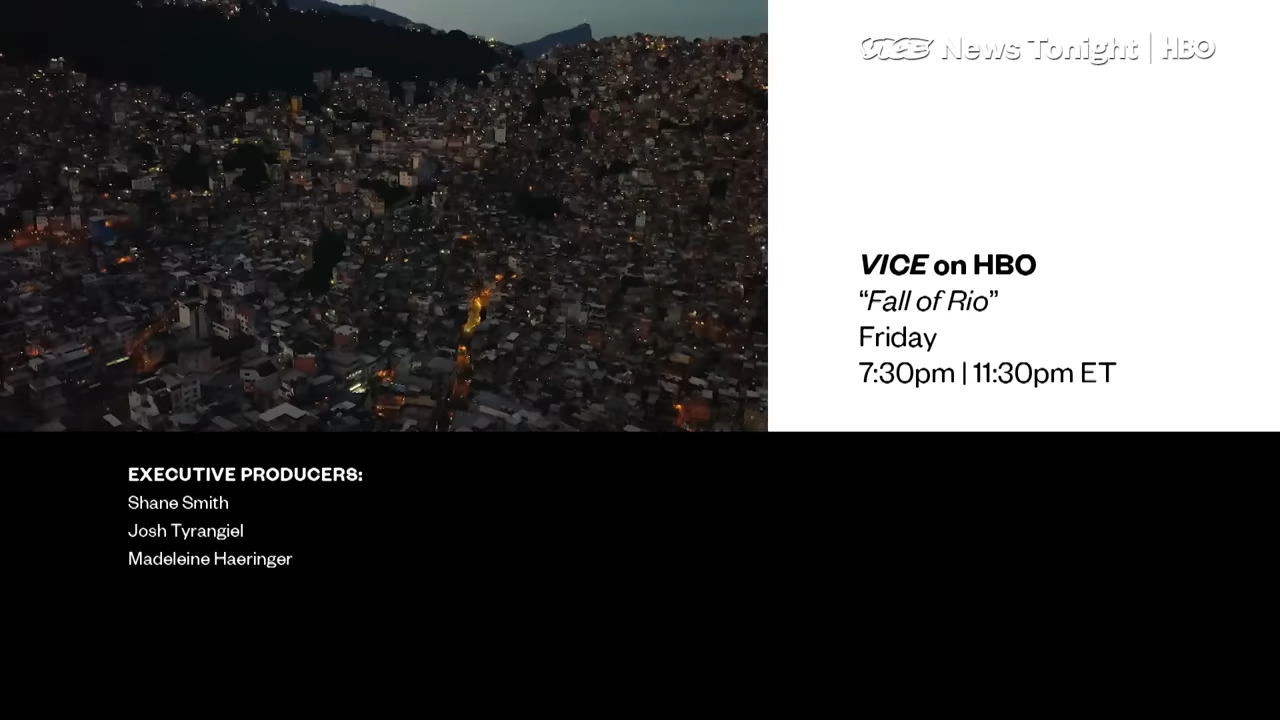 VICE News Tonight | HBO
VICE on HBO
“Fall of Rio”
Friday
7:30pm | 11:30pm ET
EXECUTIVE PRODUCERS:
Shane Smith
Josh Tyrangiel
Madeleine Haeringer